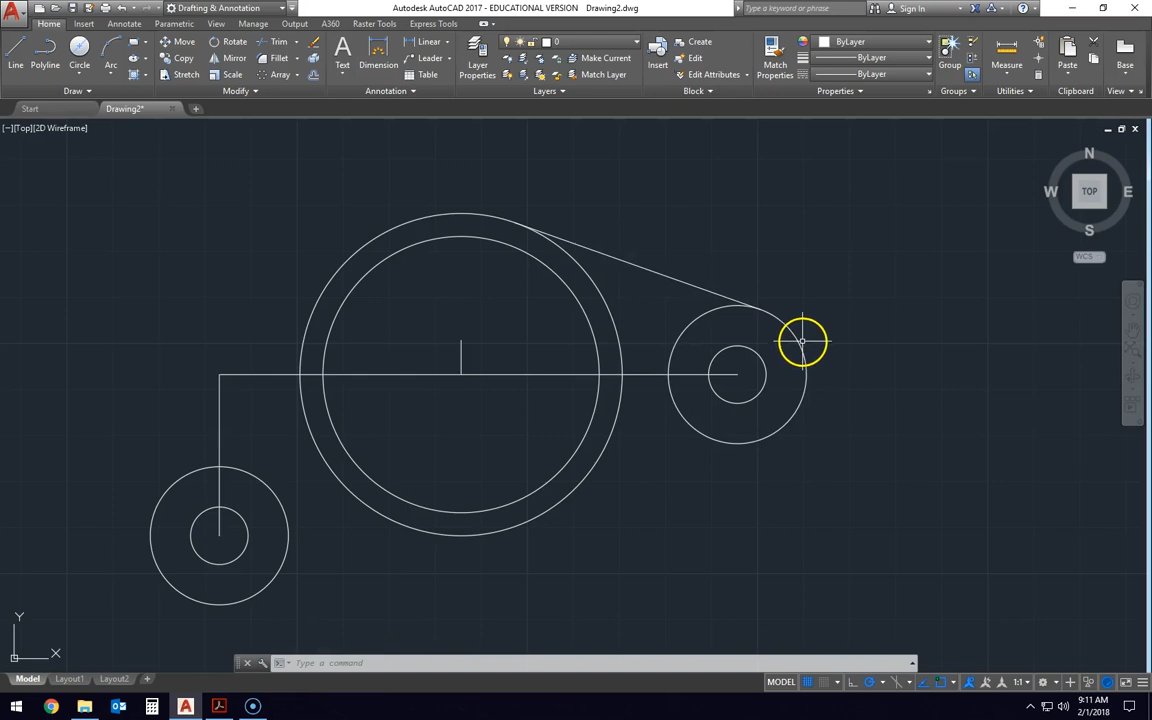 Drafting & Annotation
Autodesk AutoCAD 2017 - EDUCATIONAL VERSION Drawing2.dwg
Type a keyword or phrase
Sign In
Home Insert Annotate Parametric View Manage Output A360 Raster Tools Express Tools
Line Polyline Circle Arc
Move Rotate Trim
Copy Mirror Fillet
Stretch Scale Array
Text Dimension
Linear
Leader
Table
Layer Properties
0
Make Current
Match Layer
Insert
Create
Edit
Edit Attributes
Match Properties
ByLayer
ByLayer
ByLayer
Group
Measure
Paste
Base
Draw Modify Annotation Layers Block Properties Groups Utilities Clipboard View
Start Drawing2*
[−][Top][2D Wireframe]
N
W TOP E
S
WCS
Y
X
Type a command
Model Layout1 Layout2
MODEL
1:1
9:11 AM
2/1/2018